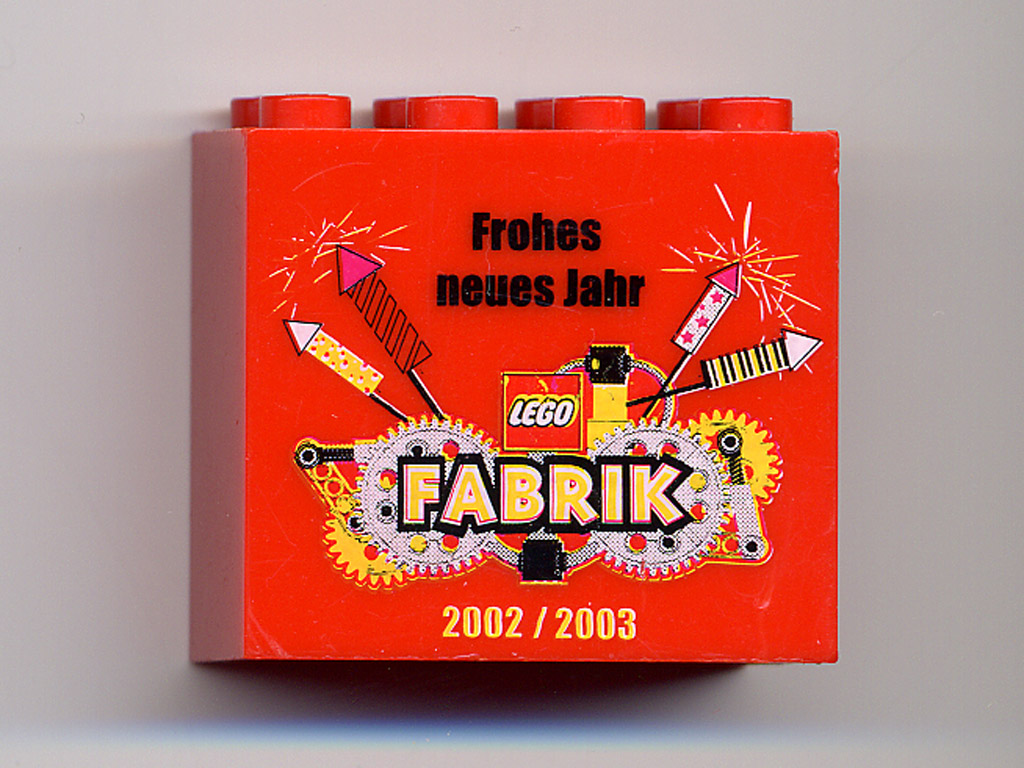 Frohes
neues Jahr
LEGO
FABRIK
2002 / 2003